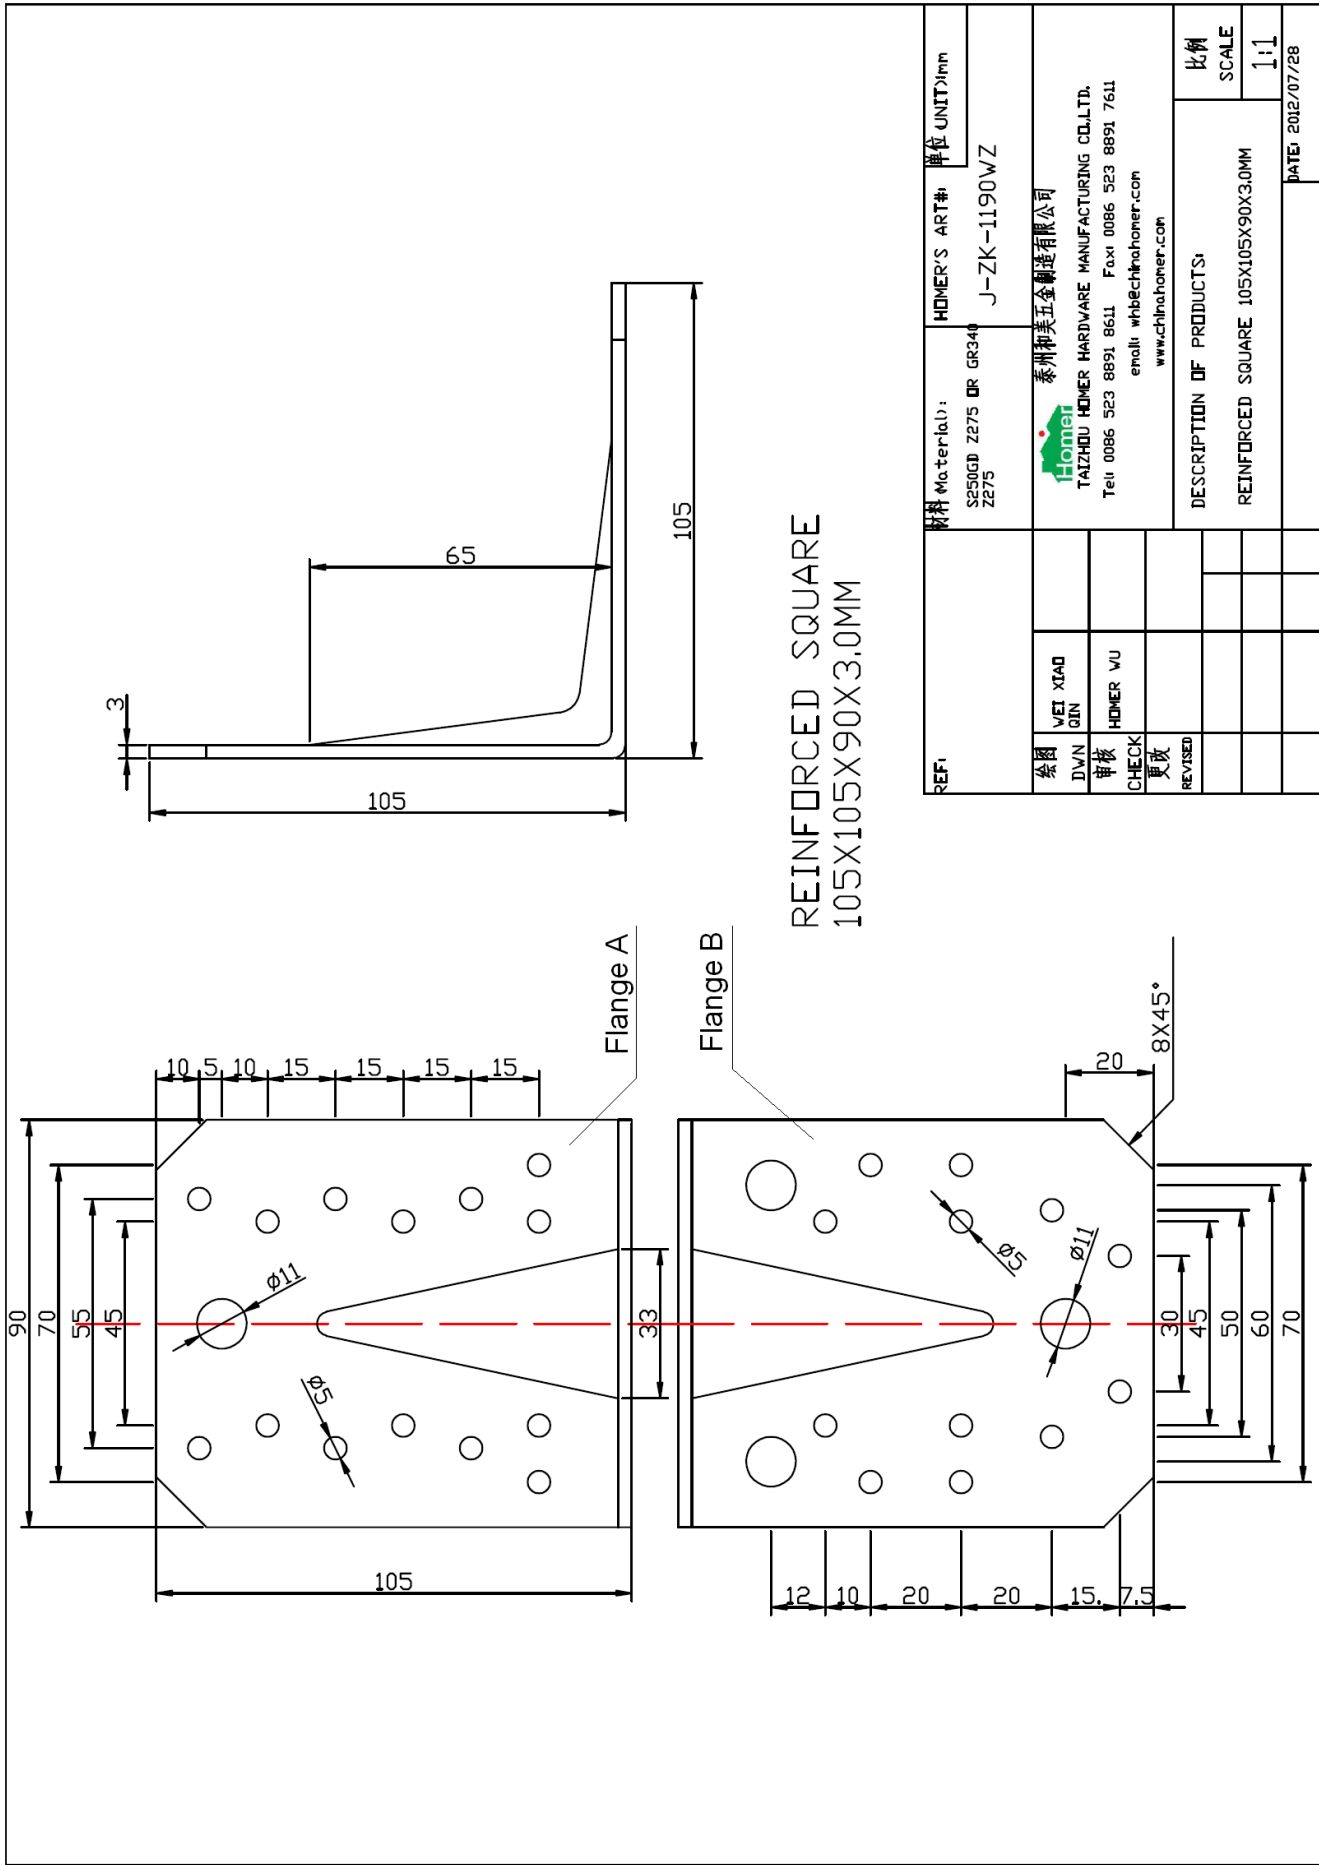 3
105
65
105
REINFORCED SQUARE
105X105X90X3.0MM
Flange A
Flange B
90
70
55
45
10
5
10
15
15
15
15
ø11
ø5
33
105
ø5
ø11
20
8X45°
30
45
50
60
70
12
10
20
20
15.
7.5
REF:
材料(Material):
S250GD Z275 OR GR340
Z275
HOMER'S ART#:
J-ZK-1190WZ
单位(UNIT):mm
绘图
DWN
WEI XIAO
QIN
审核
CHECK
HOMER WU
更改
REVISED
Homer
泰州和美五金制造有限公司
TAIZHOU HOMER HARDWARE MANUFACTURING CO.,LTD.
Tel: 0086 523 8891 8611 Fax: 0086 523 8891 7611
email: whb@chinahomer.com
www.chinahomer.com
DESCRIPTION OF PRODUCTS:
REINFORCED SQUARE 105X105X90X3.0MM
比例
SCALE
1:1
DATE: 2012/07/28